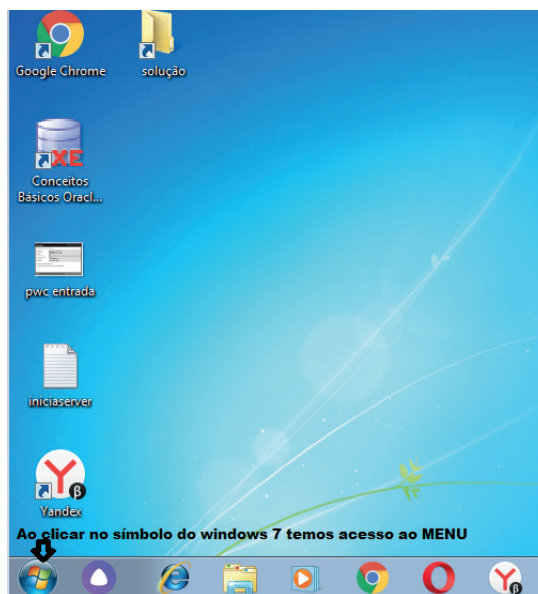 Google Chrome
solução
XE
Conceitos
Básicos Oracl...
pwc entrada
iniciaserver
Y β
Yandex
Ao clicar no símbolo do windows 7 temos acesso ao MENU
Y β